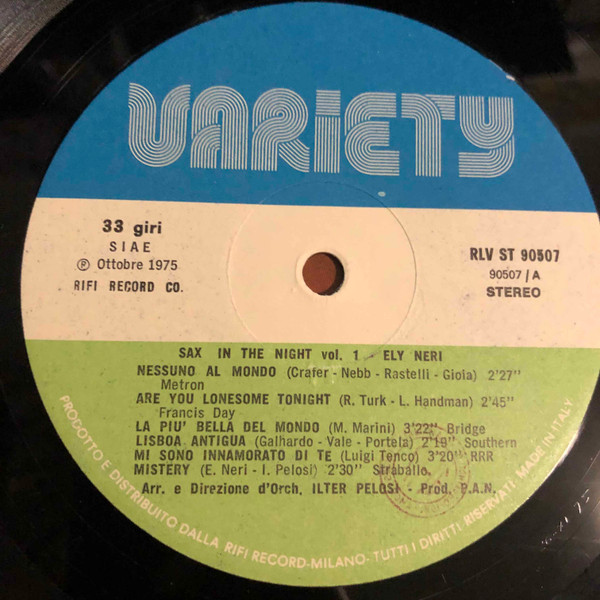 VARIETY
33 giri
SIAE
℗ Ottobre 1975
RIFI RECORD CO.
RLV ST 90507
90507 / A
STEREO
SAX IN THE NIGHT vol. 1 - ELY NERI
NESSUNO AL MONDO (Crafer - Nebb - Rastelli - Gioia) 2'27"
Metron
ARE YOU LONESOME TONIGHT (R. Turk - L. Handman) 2'45"
Francis Day
LA PIU' BELLA DEL MONDO (M. Marini) 3'22" Bridge
LISBOA ANTIGUA (Galhardo - Vale - Portela) 2'19" Southern
MI SONO INNAMORATO DI TE (Luigi Tenco) 3'20" RRR
MISTERY (E. Neri - I. Pelosi) 2'30" Straballo.
Arr. e Direzione d'Orch. ILTER PELOSI - Prod. P.A.N.
PRODOTTO E DISTRIBUITO DALLA RIFI RECORD-MILANO-TUTTI I DIRITTI RISERVATI-MADE IN ITALY